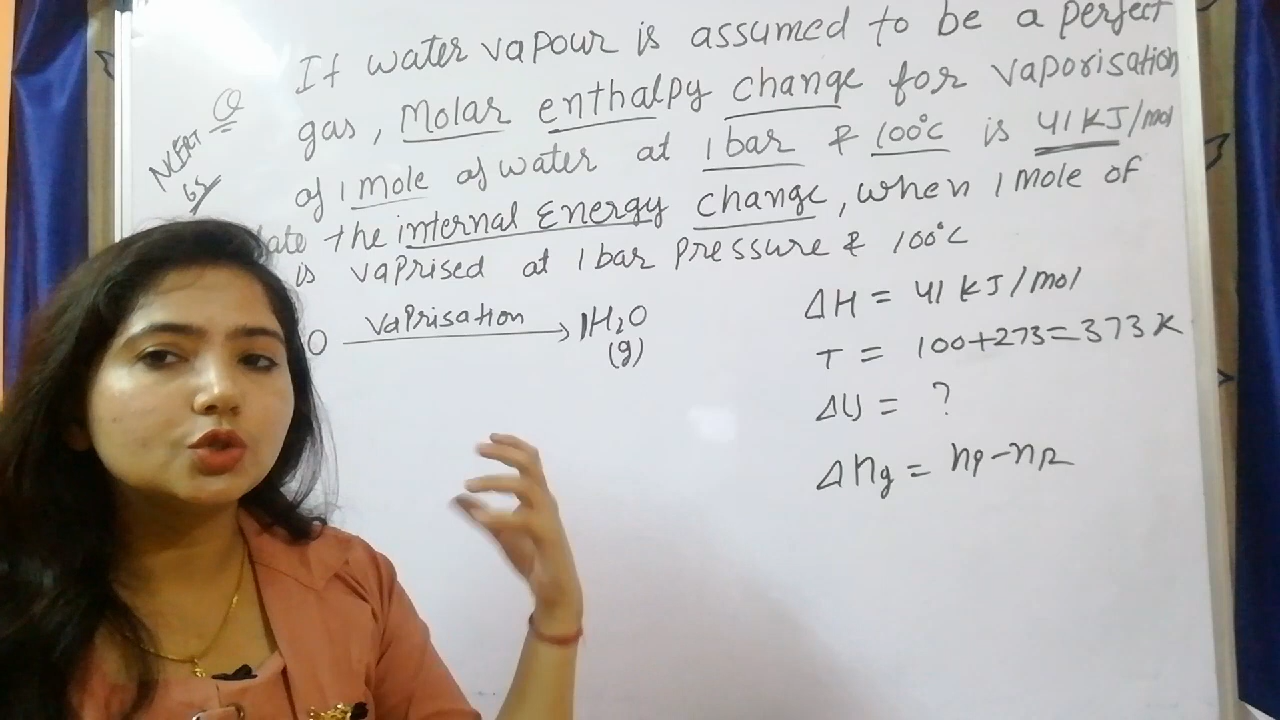 If water vapour is assumed to be a perfect
Q gas, Molar enthalpy change for vaporisation
NCERT
of 1 mole of water at 1 bar & 100°C is 41 KJ/mol
the internal Energy change, when 1 mole of
is vaprised at 1 bar pressure & 100°C
O Vaprisation 1H₂O
(g)
ΔH = 41 KJ/mol
T = 100+273=373 K
ΔU = ?
Δng = np-nR